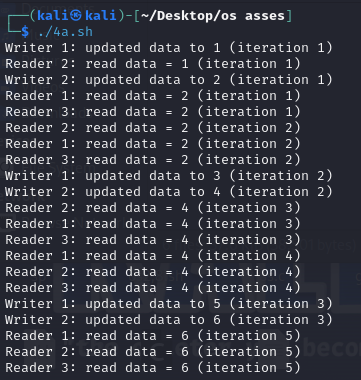 ┌──(kali㉿kali)-[~/Desktop/os asses]
└─$ ./4a.sh
Writer 1: updated data to 1 (iteration 1)
Reader 2: read data = 1 (iteration 1)
Writer 2: updated data to 2 (iteration 1)
Reader 1: read data = 2 (iteration 1)
Reader 3: read data = 2 (iteration 1)
Reader 2: read data = 2 (iteration 2)
Reader 1: read data = 2 (iteration 2)
Reader 3: read data = 2 (iteration 2)
Writer 1: updated data to 3 (iteration 2)
Writer 2: updated data to 4 (iteration 2)
Reader 2: read data = 4 (iteration 3)
Reader 1: read data = 4 (iteration 3)
Reader 3: read data = 4 (iteration 3)
Reader 1: read data = 4 (iteration 4)
Reader 2: read data = 4 (iteration 4)
Reader 3: read data = 4 (iteration 4)
Writer 1: updated data to 5 (iteration 3)
Writer 2: updated data to 6 (iteration 3)
Reader 1: read data = 6 (iteration 5)
Reader 2: read data = 6 (iteration 5)
Reader 3: read data = 6 (iteration 5)